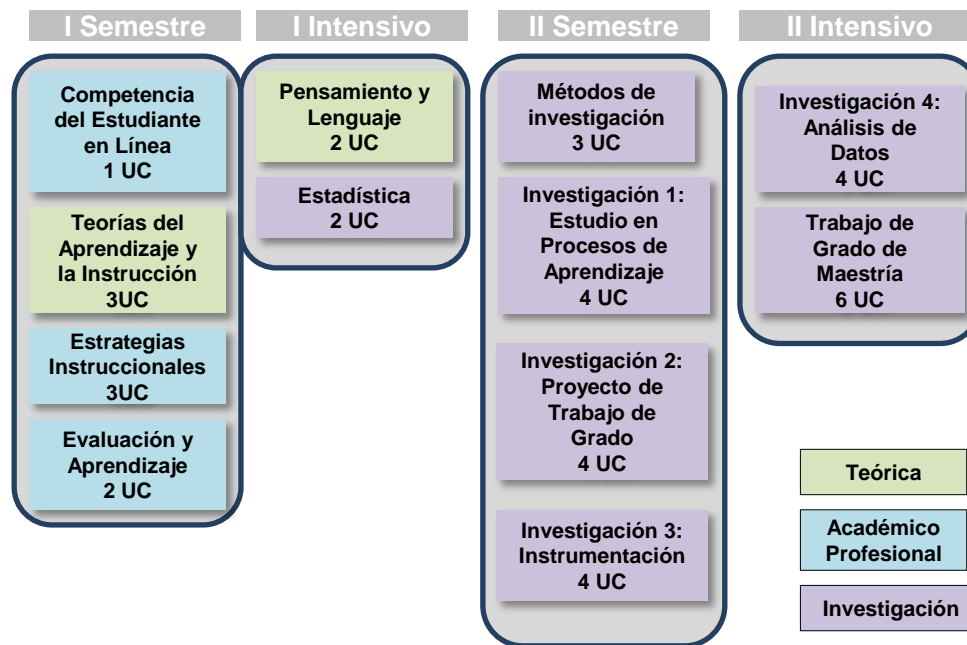 I Semestre
Competencia
del Estudiante
en Línea
1 UC
Teorías del
Aprendizaje y
la Instrucción
3UC
Estrategias
Instruccionales
3UC
Evaluación y
Aprendizaje
2 UC
I Intensivo
Pensamiento y
Lenguaje
2 UC
Estadística
2 UC
II Semestre
Métodos de
investigación
3 UC
Investigación 1:
Estudio en
Procesos de
Aprendizaje
4 UC
Investigación 2:
Proyecto de
Trabajo de
Grado
4 UC
Investigación 3:
Instrumentación
4 UC
II Intensivo
Investigación 4:
Análisis de
Datos
4 UC
Trabajo de
Grado de
Maestría
6 UC
Teórica
Académico
Profesional
Investigación